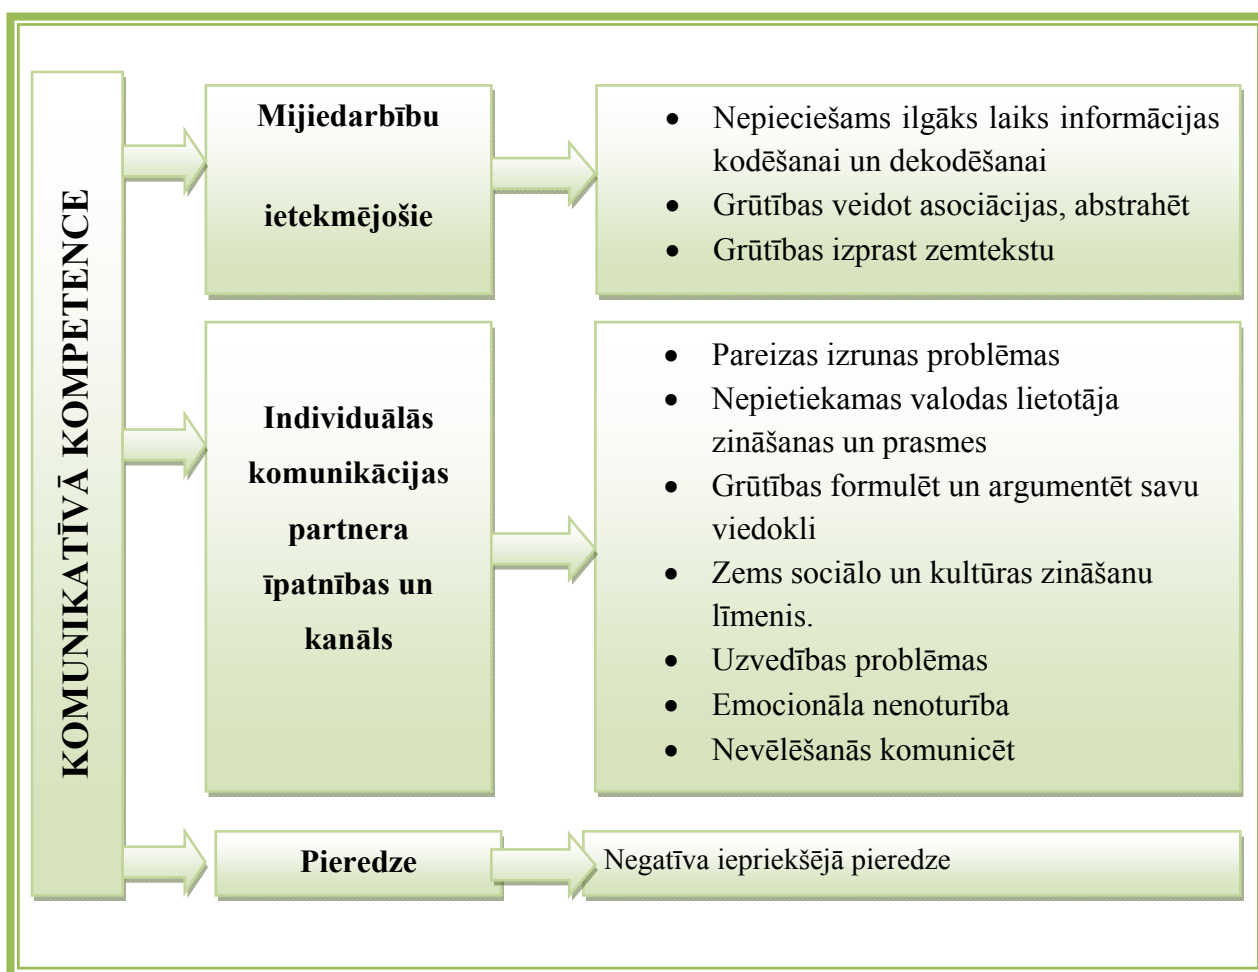 KOMUNIKATĪVĀ KOMPETENCE
Mijiedarbību
ietekmējošie
• Nepieciešams ilgāks laiks informācijas
kodēšanai un dekodēšanai
• Grūtības veidot asociācijas, abstrahēt
• Grūtības izprast zemtekstu
Individuālās
komunikācijas
partnera
īpatnības un
kanāls
• Pareizas izrunas problēmas
• Nepietiekamas valodas lietotāja
zināšanas un prasmes
• Grūtības formulēt un argumentēt savu
viedokli
• Zems sociālo un kultūras zināšanu
līmenis.
• Uzvedības problēmas
• Emocionāla nenoturība
• Nevēlēšanās komunicēt
Pieredze
Negatīva iepriekšējā pieredze